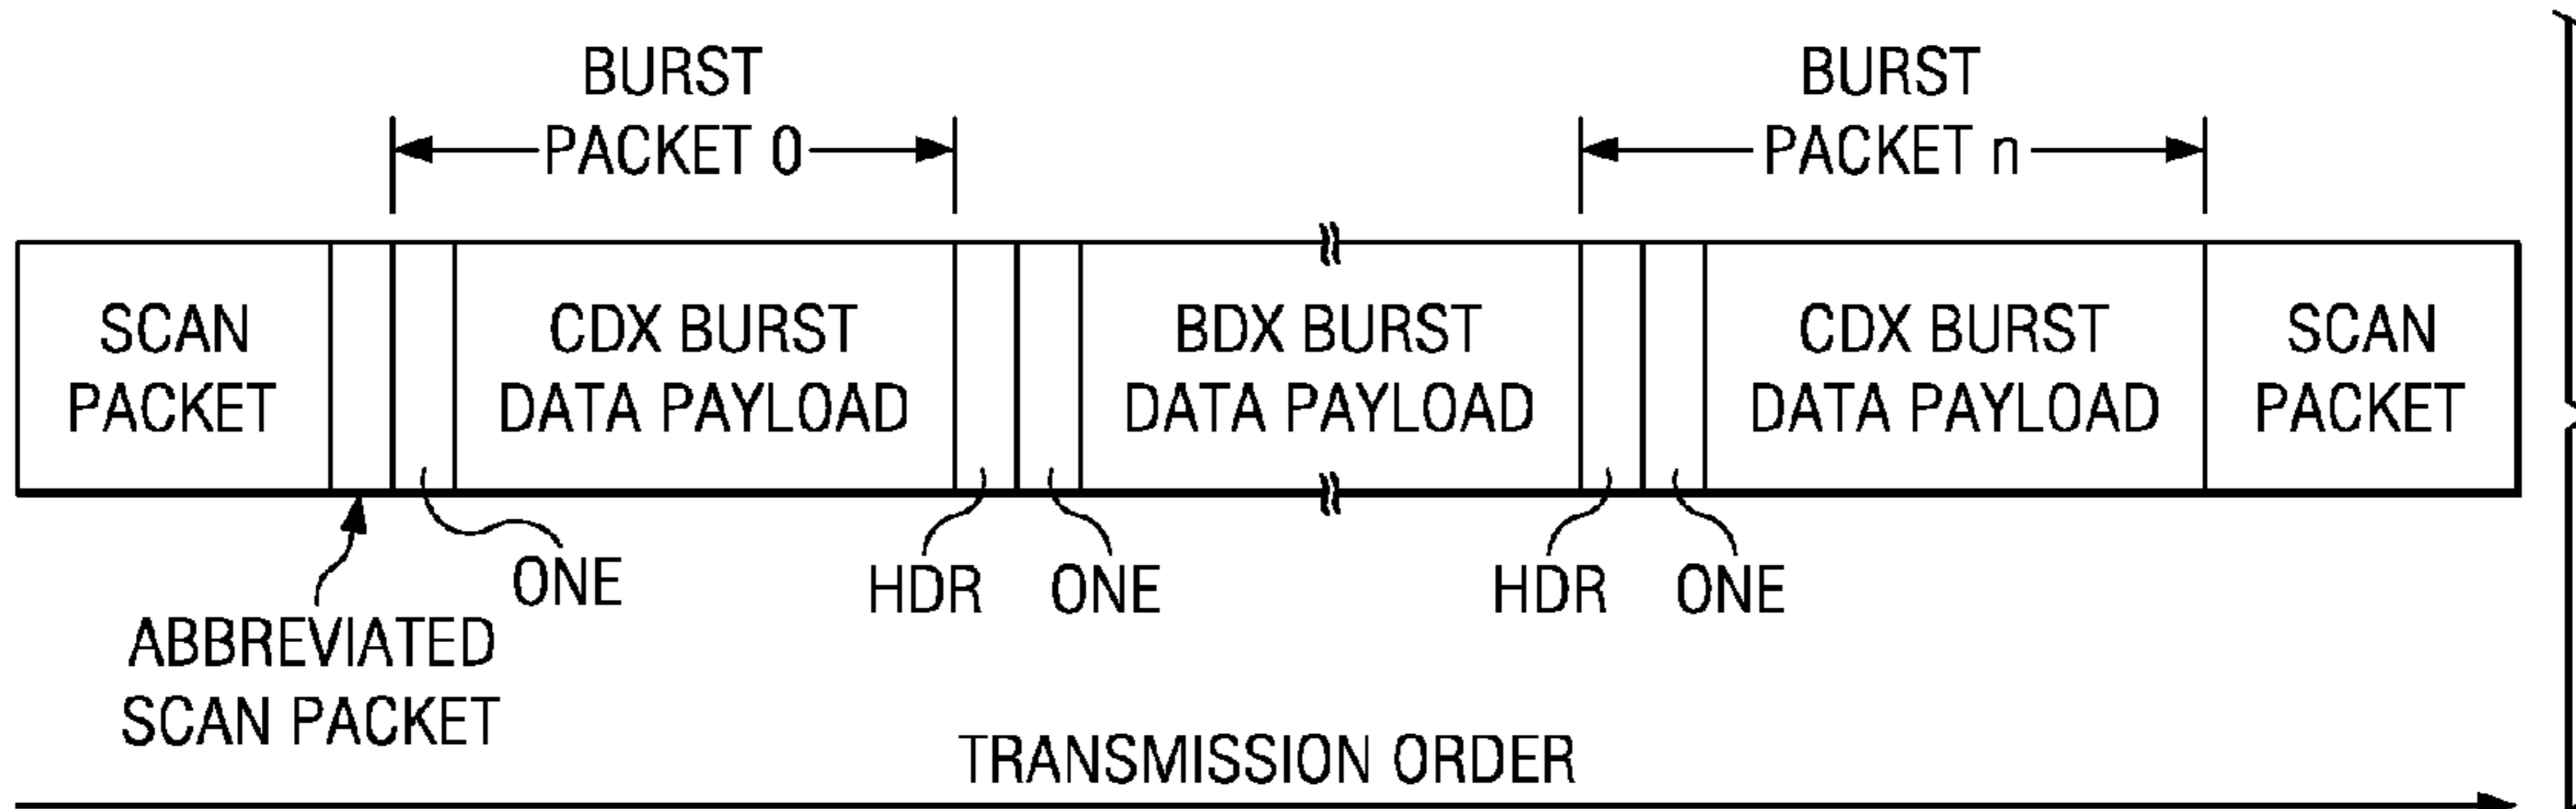 BURST
PACKET 0
BURST
PACKET n
SCAN
PACKET
CDX BURST
DATA PAYLOAD
BDX BURST
DATA PAYLOAD
CDX BURST
DATA PAYLOAD
SCAN
PACKET
ONE
HDR
ONE
HDR
ONE
ABBREVIATED
SCAN PACKET
TRANSMISSION ORDER